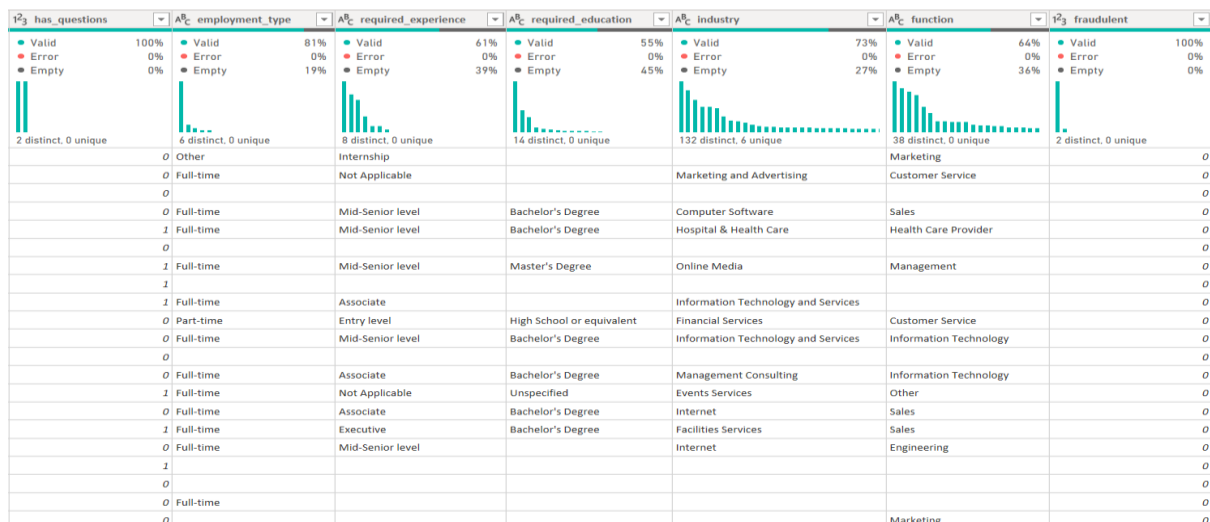 1²3 has_questions AᴮC employment_type AᴮC required_experience AᴮC required_education AᴮC industry AᴮC function 1²3 fraudulent
Valid 100% Valid 81% Valid 61% Valid 55% Valid 73% Valid 64% Valid 100%
Error 0% Error 0% Error 0% Error 0% Error 0% Error 0% Error 0%
Empty 0% Empty 19% Empty 39% Empty 45% Empty 27% Empty 36% Empty 0%
2 distinct, 0 unique 6 distinct, 0 unique 8 distinct, 0 unique 14 distinct, 0 unique 132 distinct, 6 unique 38 distinct, 0 unique 2 distinct, 0 unique
0 Other Internship Marketing 0
0 Full-time Not Applicable Marketing and Advertising Customer Service 0
0 0
0 Full-time Mid-Senior level Bachelor's Degree Computer Software Sales 0
1 Full-time Mid-Senior level Bachelor's Degree Hospital & Health Care Health Care Provider 0
0 0
1 Full-time Mid-Senior level Master's Degree Online Media Management 0
1 0
1 Full-time Associate Information Technology and Services 0
0 Part-time Entry level High School or equivalent Financial Services Customer Service 0
0 Full-time Mid-Senior level Bachelor's Degree Information Technology and Services Information Technology 0
0 0
0 Full-time Associate Bachelor's Degree Management Consulting Information Technology 0
1 Full-time Not Applicable Unspecified Events Services Other 0
0 Full-time Associate Bachelor's Degree Internet Sales 0
1 Full-time Executive Bachelor's Degree Facilities Services Sales 0
0 Full-time Mid-Senior level Internet Engineering 0
1 0
0 0
0 Full-time 0
0 Marketing 0